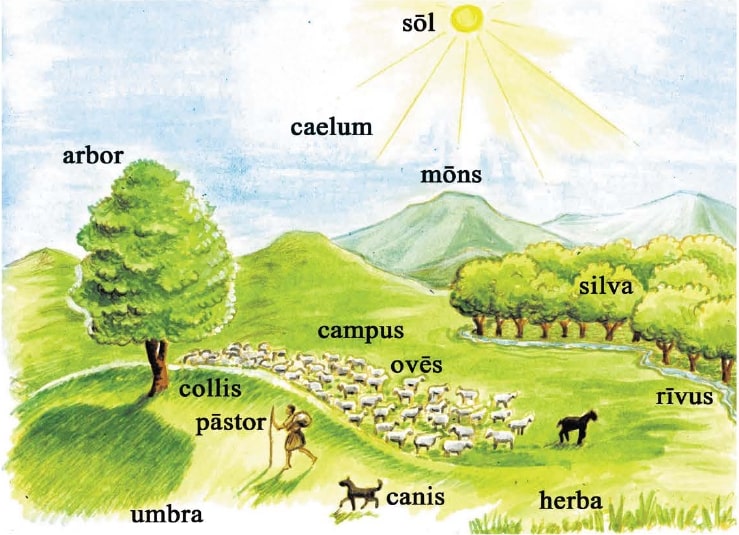 sōl
caelum
arbor
mōns
silva
campus
ovēs
collis
rīvus
pāstor
canis
herba
umbra